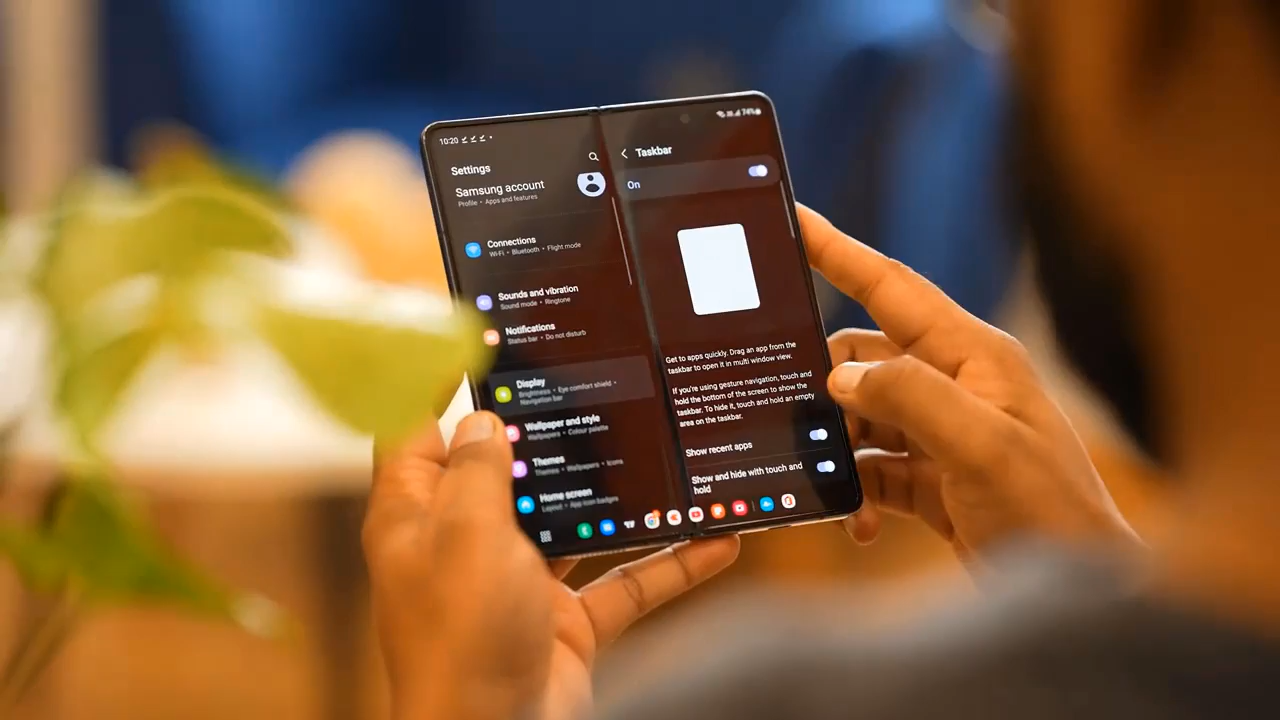 10:20
74%
Settings
Samsung account
Profile • Apps and features
Connections
Wi-Fi • Bluetooth • Flight mode
Sounds and vibration
Sound mode • Ringtone
Notifications
Status bar • Do not disturb
Display
Brightness • Eye comfort shield •
Navigation bar
Wallpaper and style
Wallpapers • Colour palette
Themes
Themes • Wallpapers • Icons
Home screen
Layout • App icon badges
Taskbar
On
Get to apps quickly. Drag an app from the
taskbar to open it in multi window view.
If you're using gesture navigation, touch and
hold the bottom of the screen to show the
taskbar. To hide it, touch and hold an empty
area on the taskbar.
Show recent apps
Show and hide with touch and
hold